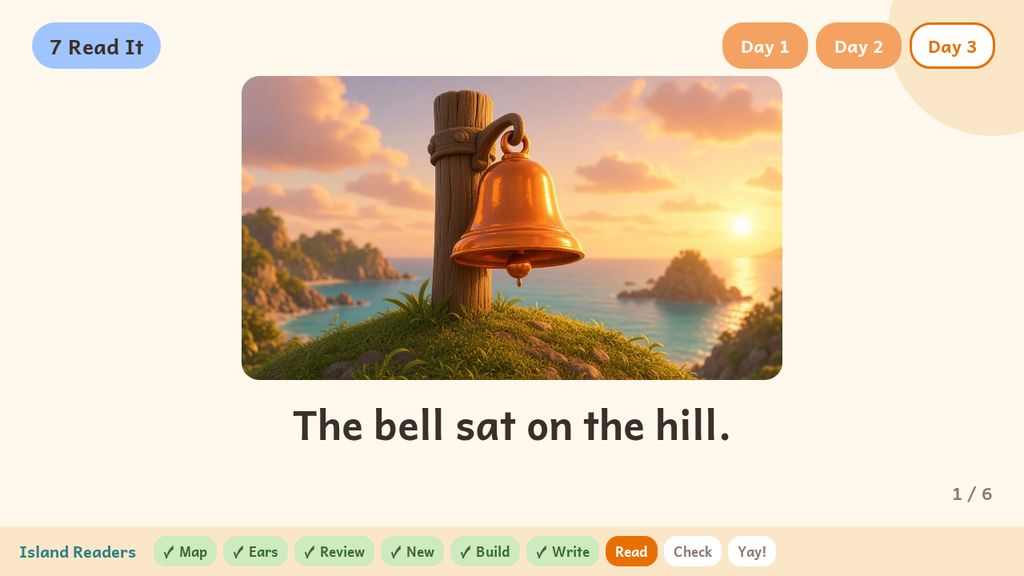 7 Read It
Day 1
Day 2
Day 3
The bell sat on the hill.
1 / 6
Island Readers
✓ Map
✓ Ears
✓ Review
✓ New
✓ Build
✓ Write
Read
Check
Yay!